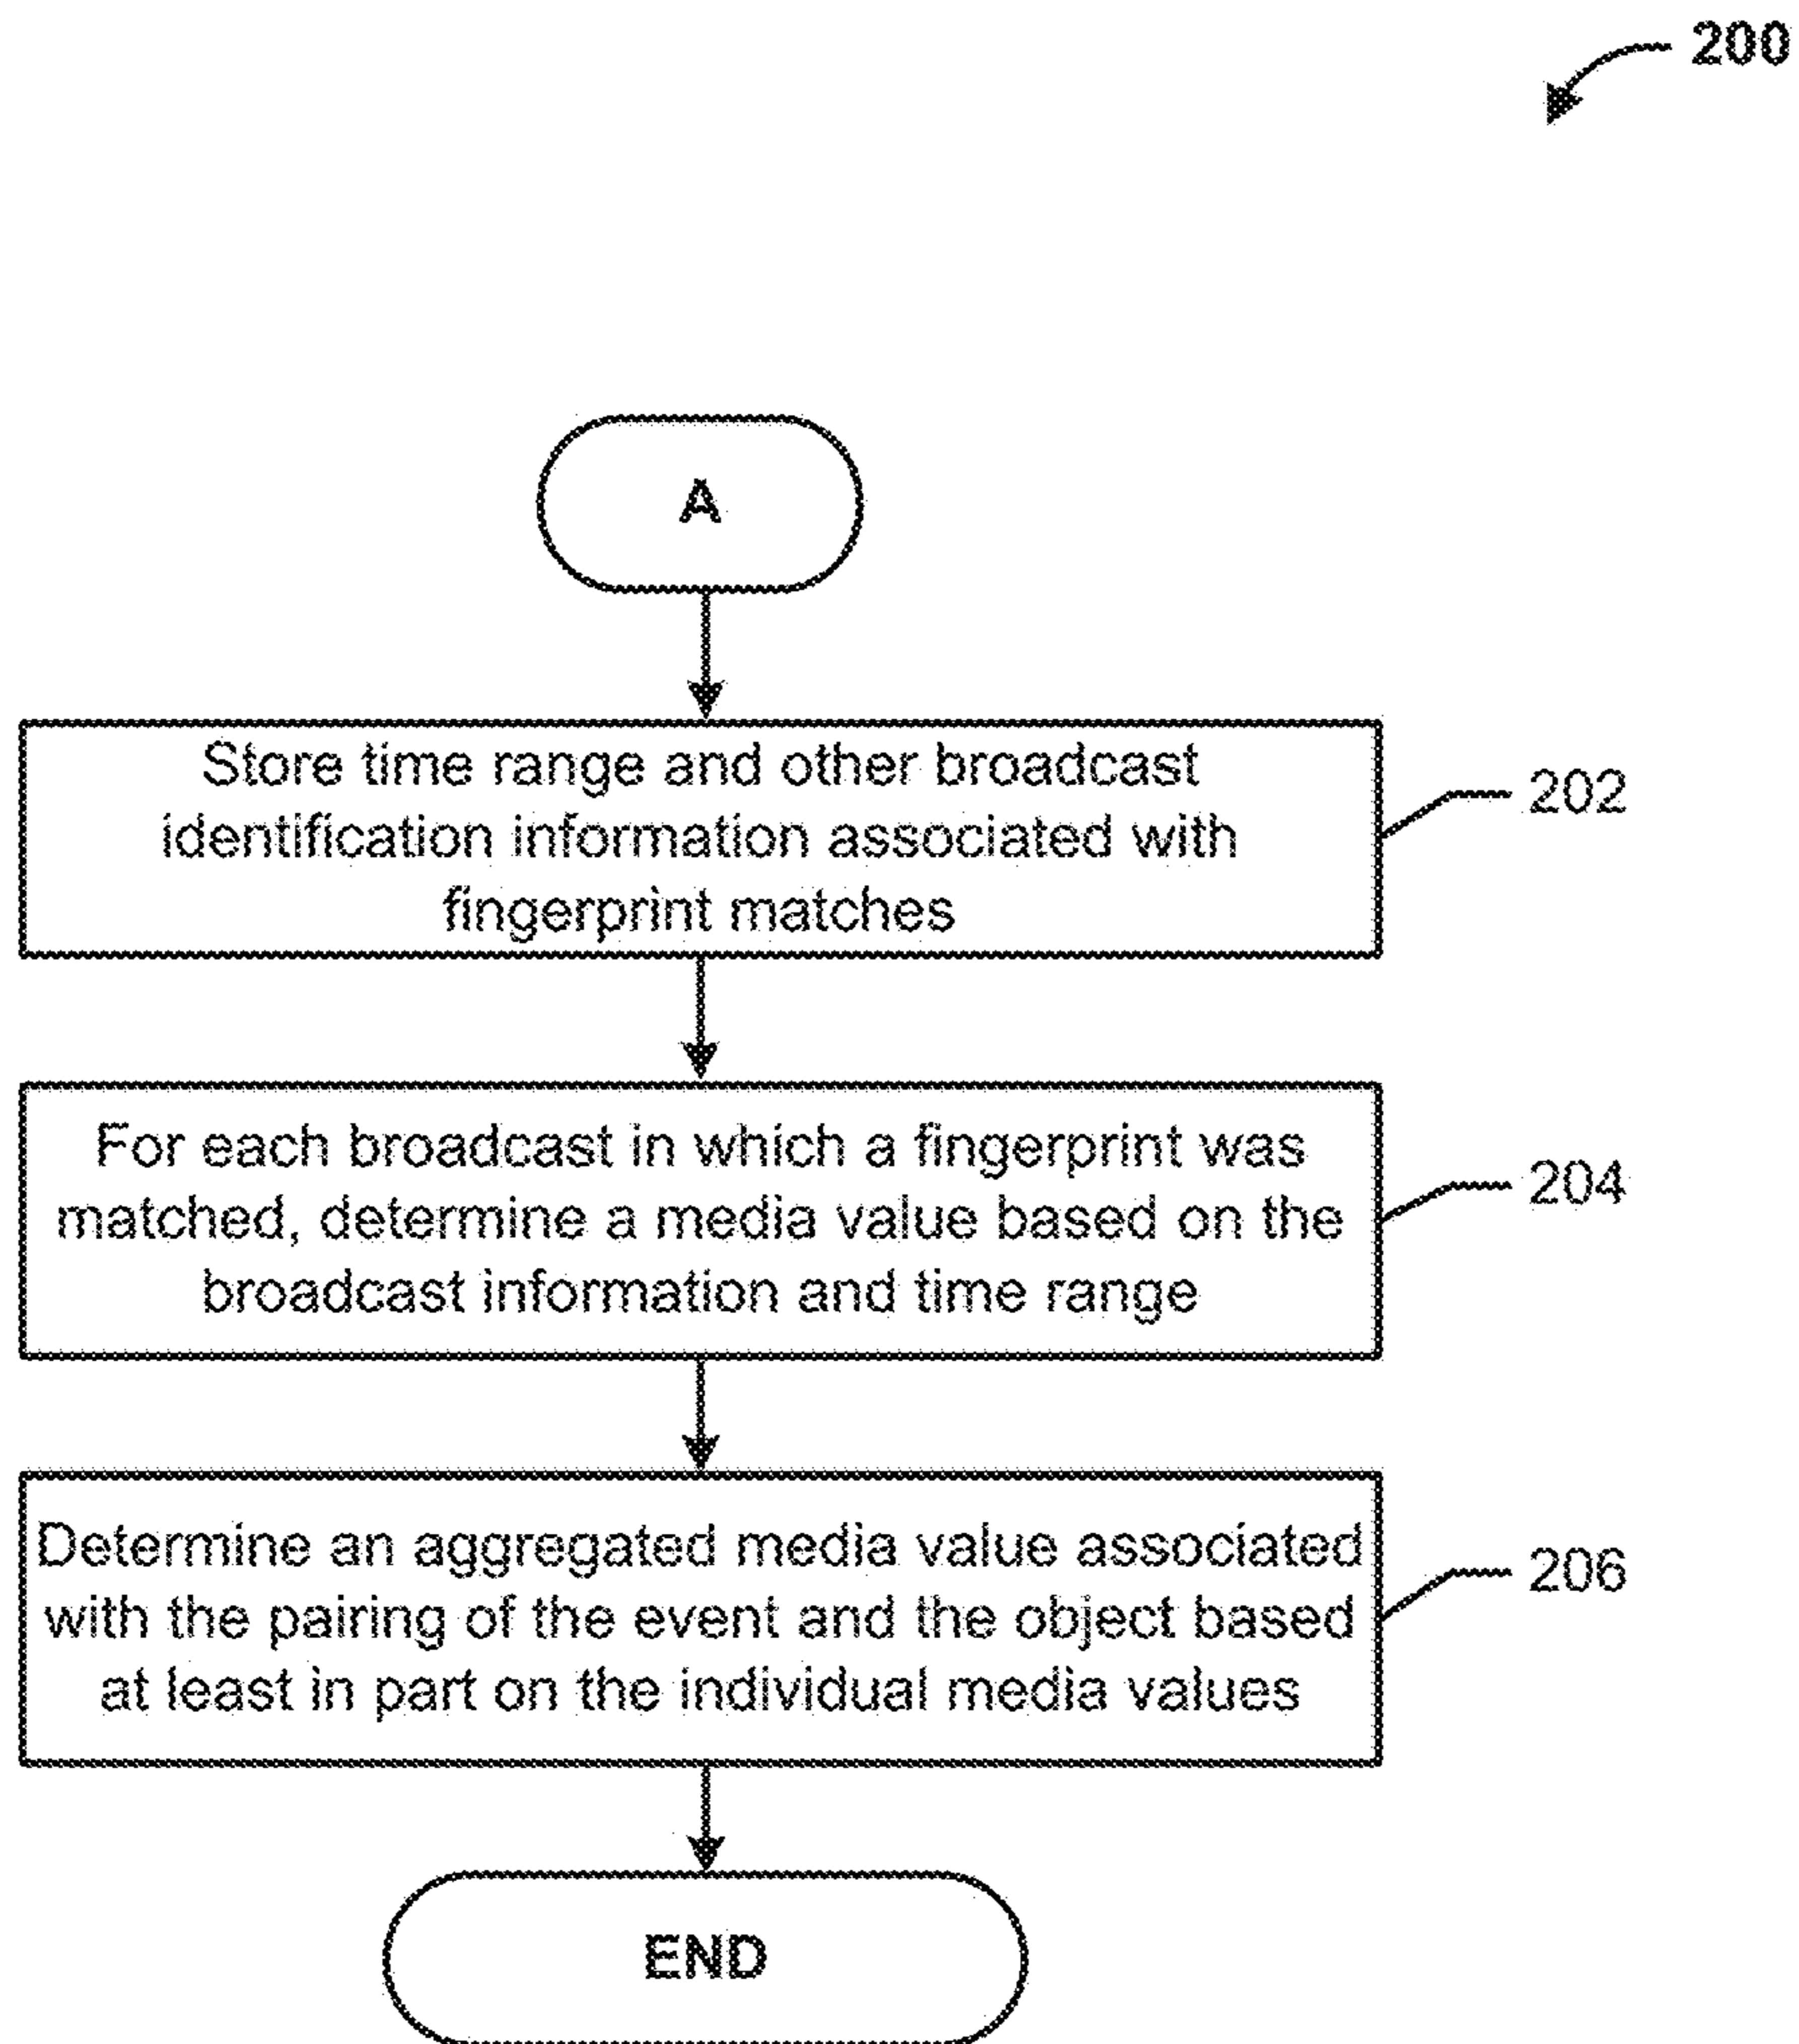 200
A
Store time range and other broadcast
identification information associated with
fingerprint matches
202
For each broadcast in which a fingerprint was
matched, determine a media value based on the
broadcast information and time range
204
Determine an aggregated media value associated
with the pairing of the event and the object based
at least in part on the individual media values
206
END